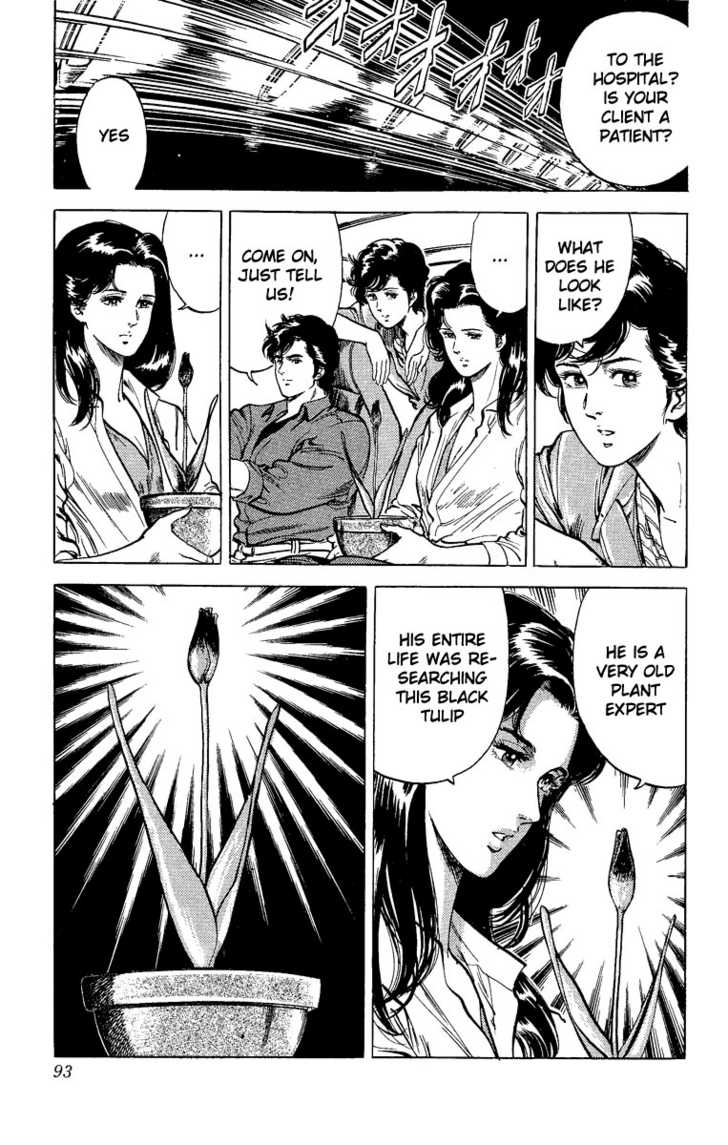 TO THE
HOSPITAL?
IS YOUR
CLIENT A
PATIENT?
YES
オオオオオオ
WHAT
DOES HE
LOOK
LIKE?
...
COME ON,
JUST TELL
US!
...
HE IS A
VERY OLD
PLANT
EXPERT
HIS ENTIRE
LIFE WAS RE-
SEARCHING
THIS BLACK
TULIP
93